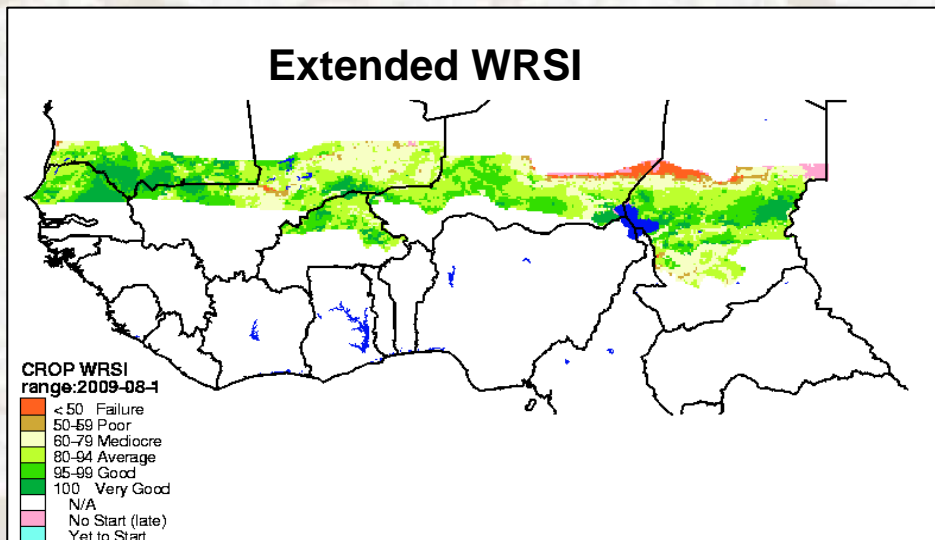 Extended WRSI
CROP WRSI
range:2009-08-1
<50 Failure
50-59 Poor
60-79 Mediocre
80-94 Average
95-99 Good
100 Very Good
N/A
No Start (late)
Yet to Start